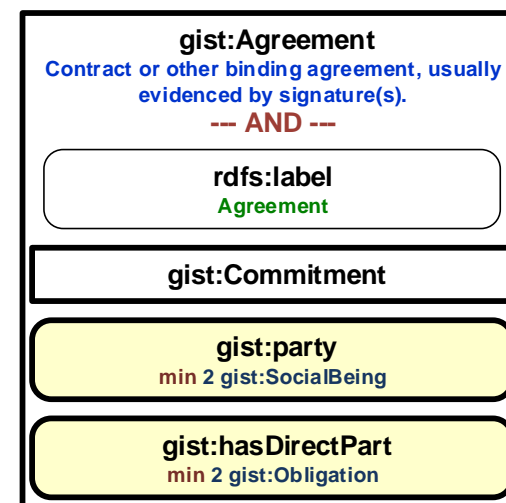 gist:Agreement
Contract or other binding agreement, usually
evidenced by signature(s).
--- AND ---
rdfs:label
Agreement
gist:Commitment
gist:party
min 2 gist:SocialBeing
gist:hasDirectPart
min 2 gist:Obligation